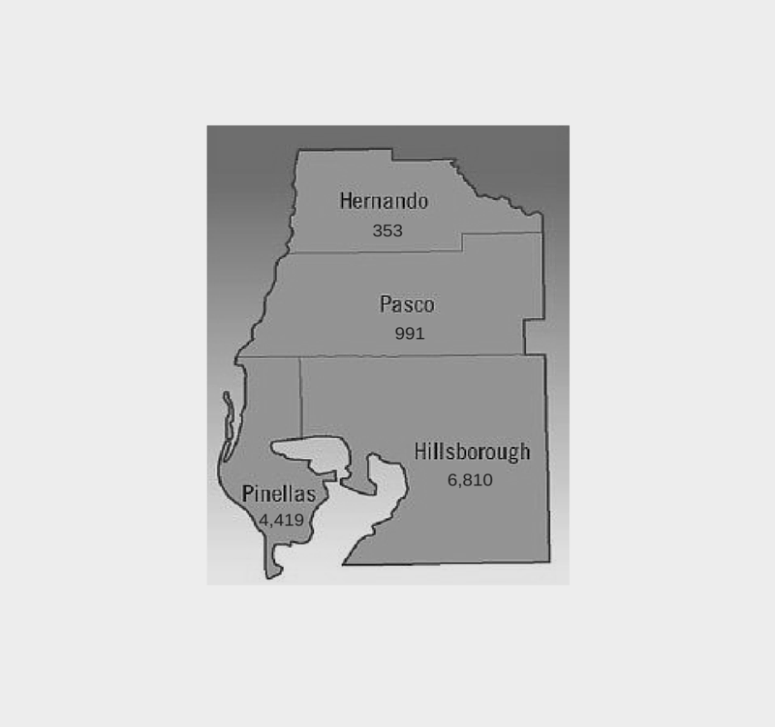 Hernando
353
Pasco
991
Hillsborough
6,810
Pinellas
4,419